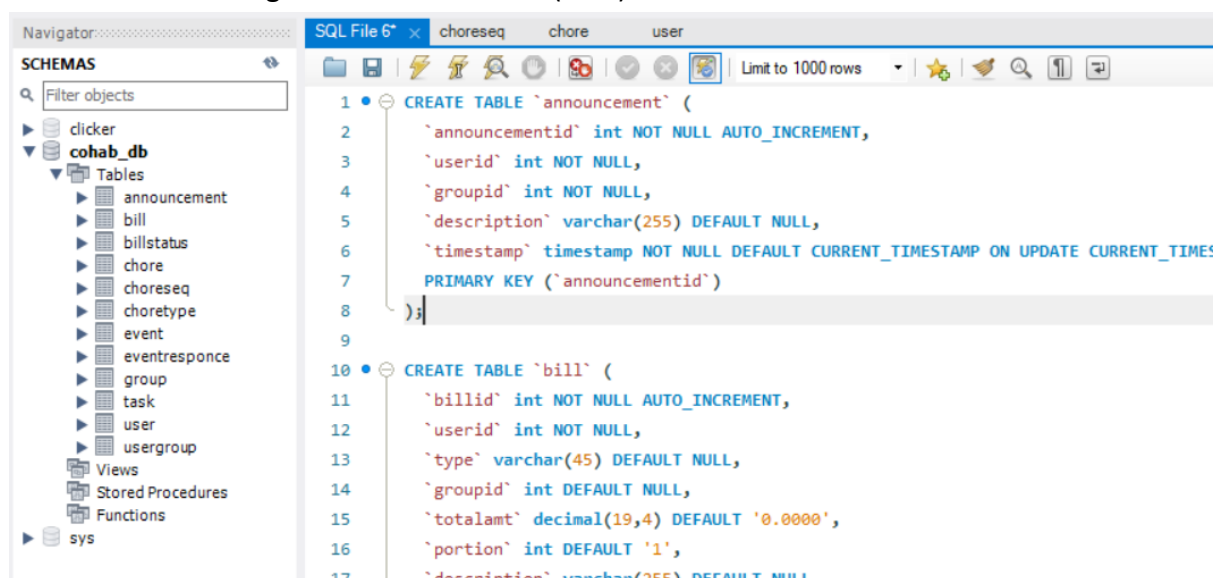 Navigator
SCHEMAS
Filter objects
clicker
cohab_db
Tables
announcement
bill
billstatus
chore
choreseq
choretype
event
eventresponce
group
task
user
usergroup
Views
Stored Procedures
Functions
sys
SQL File 6* × choreseq chore user
Limit to 1000 rows
1 CREATE TABLE `announcement` (
2 `announcementid` int NOT NULL AUTO_INCREMENT,
3 `userid` int NOT NULL,
4 `groupid` int NOT NULL,
5 `description` varchar(255) DEFAULT NULL,
6 `timestamp` timestamp NOT NULL DEFAULT CURRENT_TIMESTAMP ON UPDATE CURRENT_TIMES
7 PRIMARY KEY (`announcementid`)
8 );
9
10 CREATE TABLE `bill` (
11 `billid` int NOT NULL AUTO_INCREMENT,
12 `userid` int NOT NULL,
13 `type` varchar(45) DEFAULT NULL,
14 `groupid` int DEFAULT NULL,
15 `totalamt` decimal(19,4) DEFAULT '0.0000',
16 `portion` int DEFAULT '1',
17 `description` varchar(255) DEFAULT NULL